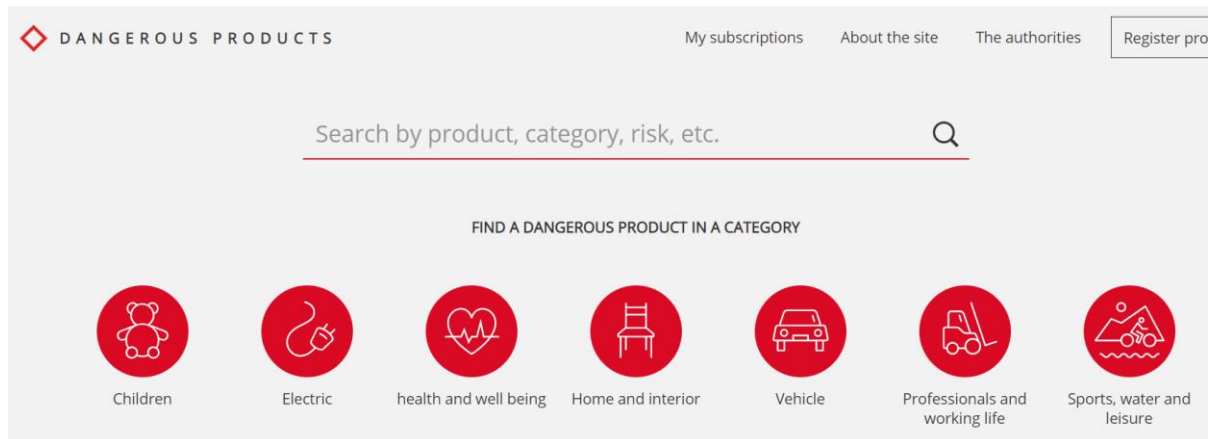 DANGEROUS PRODUCTS
My subscriptions
About the site
The authorities
Register pro
Search by product, category, risk, etc.
FIND A DANGEROUS PRODUCT IN A CATEGORY
Children
Electric
health and well being
Home and interior
Vehicle
Professionals and
working life
Sports, water and
leisure